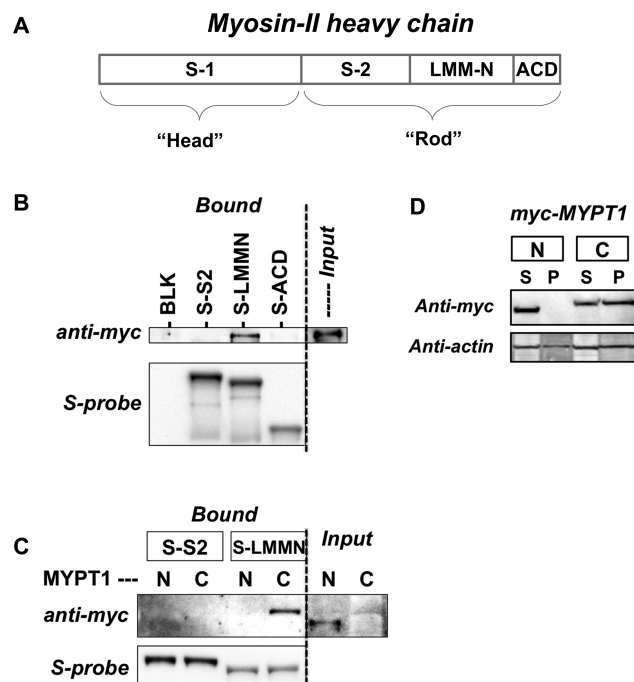 A
Myosin-II heavy chain
S-1 S-2 LMM-N ACD
“Head” “Rod”
B
Bound
BLK
S-S2
S-LMMN
S-ACD
----- Input
anti-myc
S-probe
D
myc-MYPT1
N C
S P S P
Anti-myc
Anti-actin
C
Bound
S-S2 S-LMMN Input
MYPT1 --- N C N C N C
anti-myc
S-probe